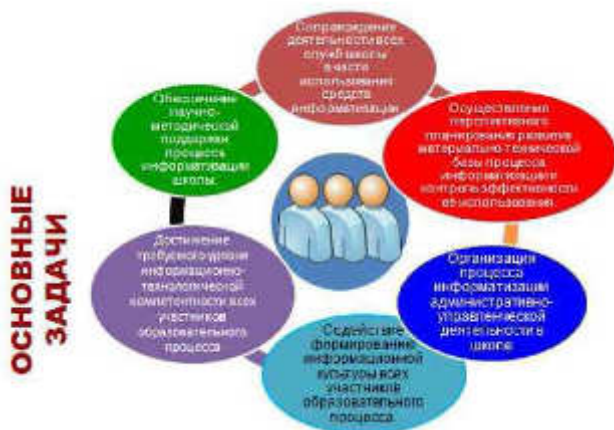 ОСНОВНЫЕ
ЗАДАЧИ
Сопровождение
деятельности всех
служб школы
в части
использования
средств
информатизации
Осуществление
перспективного
планирования развития
материально-технической
базы процесса
информатизации и
контроль эффективности
её использования.
Организация
процесса
информатизации
административно-
управленческой
деятельности в
школе
Содействие
формированию
информационной
культуры всех
участников
образовательного
процесса.
Достижение
требуемого уровня
информационно-
технологической
компетентности всех
участников
образовательного
процесса
Обеспечение
научно-
методической
поддержки
процесса
информатизации
школы.